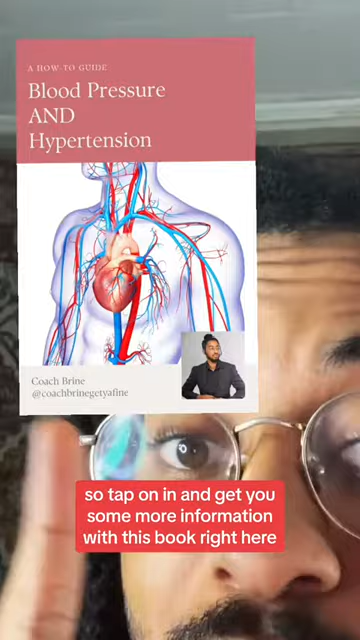 A HOW-TO GUIDE
Blood Pressure
AND
Hypertension
Coach Brine
@coachbrinegetyafine
so tap on in and get you
some more information
with this book right here